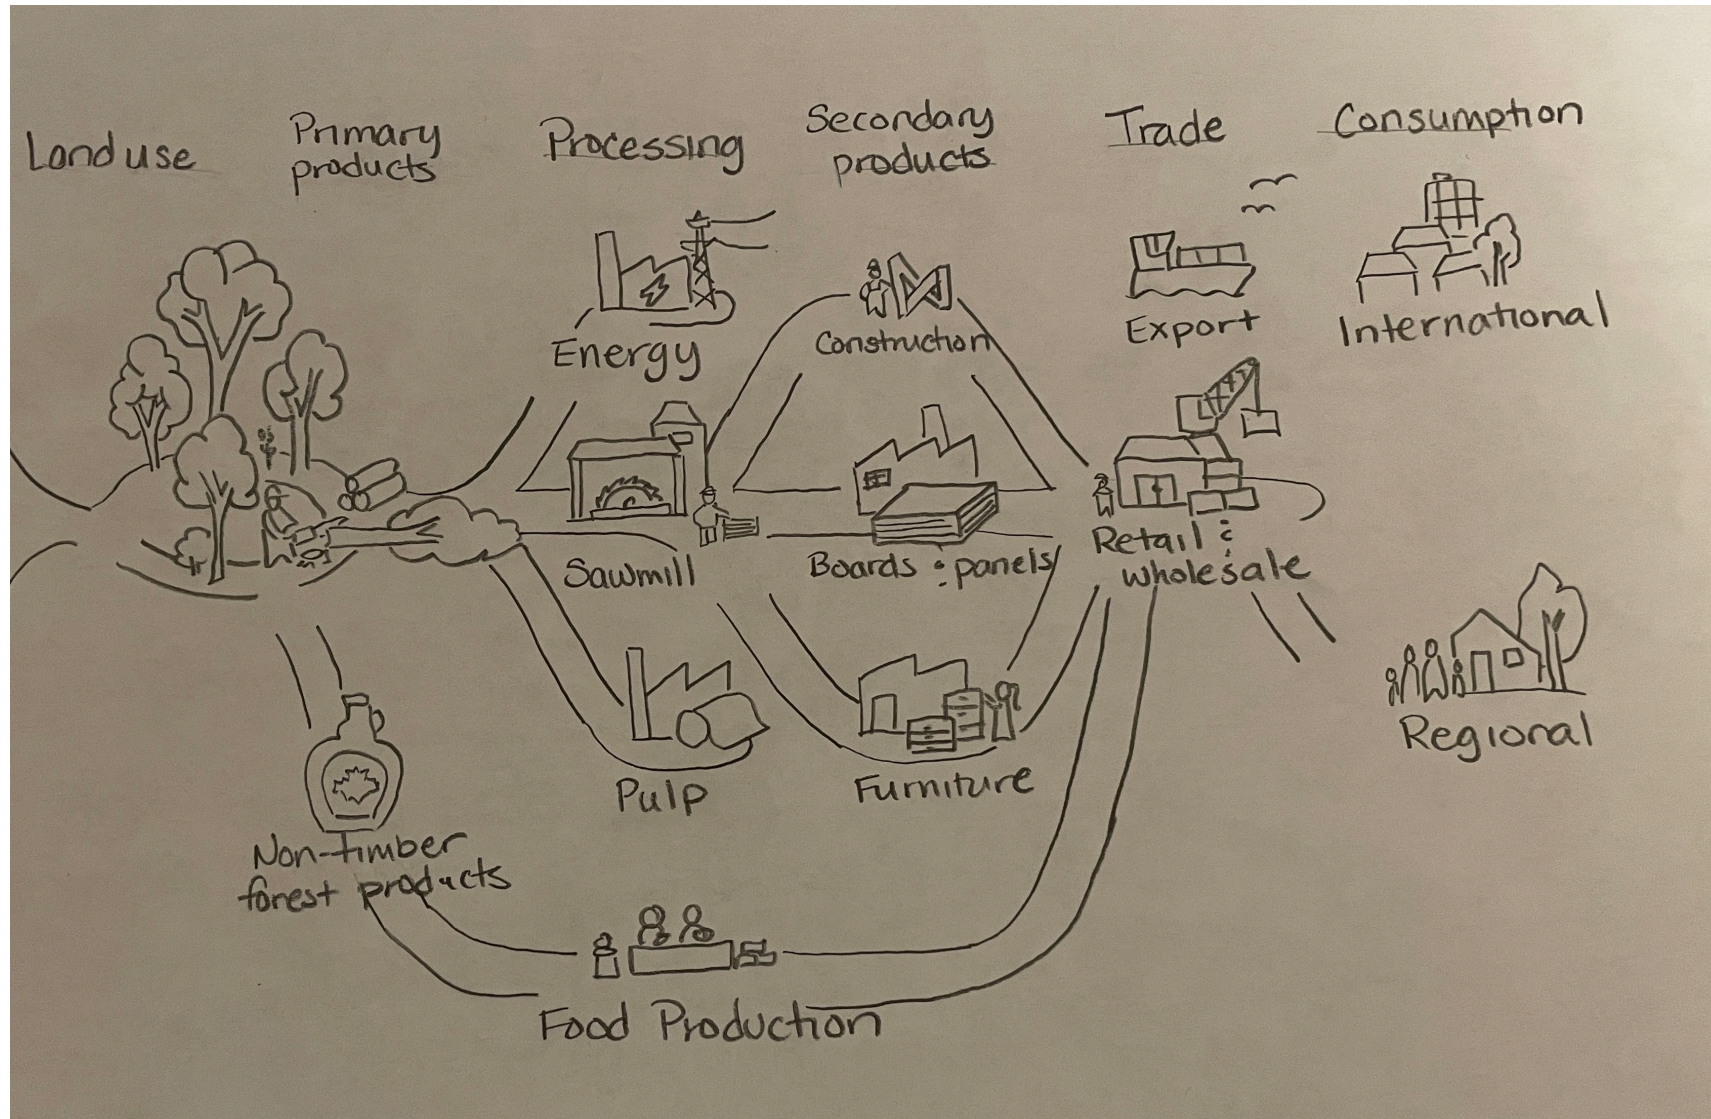 Land use
Primary
products
Processing
Secondary
products
Trade
Consumption
Energy
Construction
Export
International
Sawmill
Boards & panels
Retail &
wholesale
Pulp
Furniture
Regional
Non-timber
forest products
Food Production